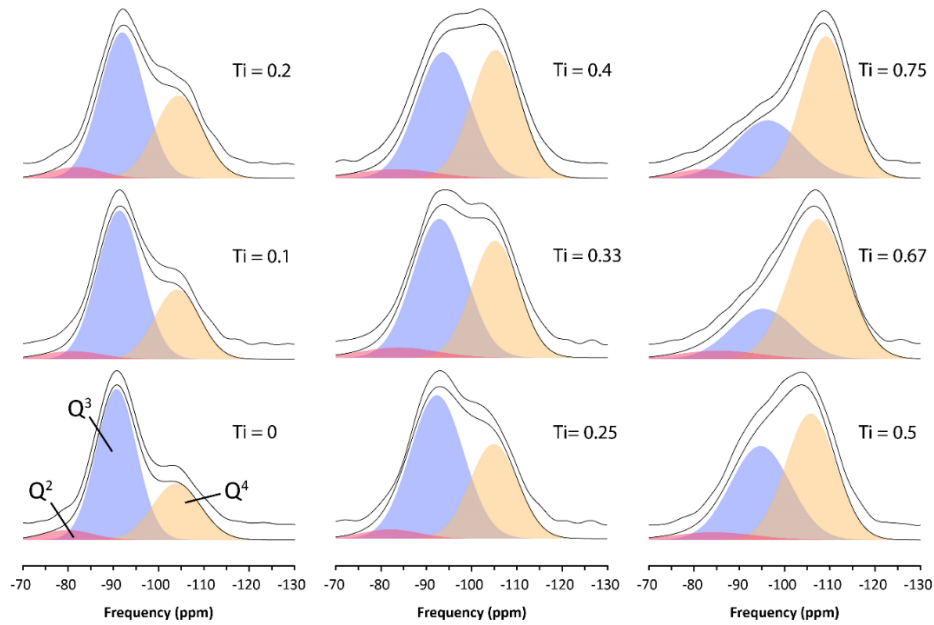 Ti = 0.2
Ti = 0.4
Ti = 0.75
Ti = 0.1
Ti = 0.33
Ti = 0.67
Q³
Ti = 0
Ti= 0.25
Ti = 0.5
Q²
Q⁴
-70 -80 -90 -100 -110 -120 -130
-70 -80 -90 -100 -110 -120 -130
-70 -80 -90 -100 -110 -120 -130
Frequency (ppm)
Frequency (ppm)
Frequency (ppm)